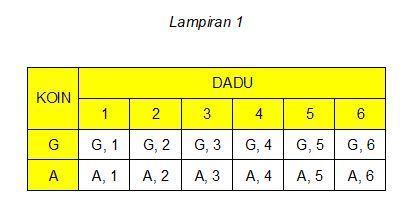 Lampiran 1
KOIN DADU
1 2 3 4 5 6
G G, 1 G, 2 G, 3 G, 4 G, 5 G, 6
A A, 1 A, 2 A, 3 A, 4 A, 5 A, 6